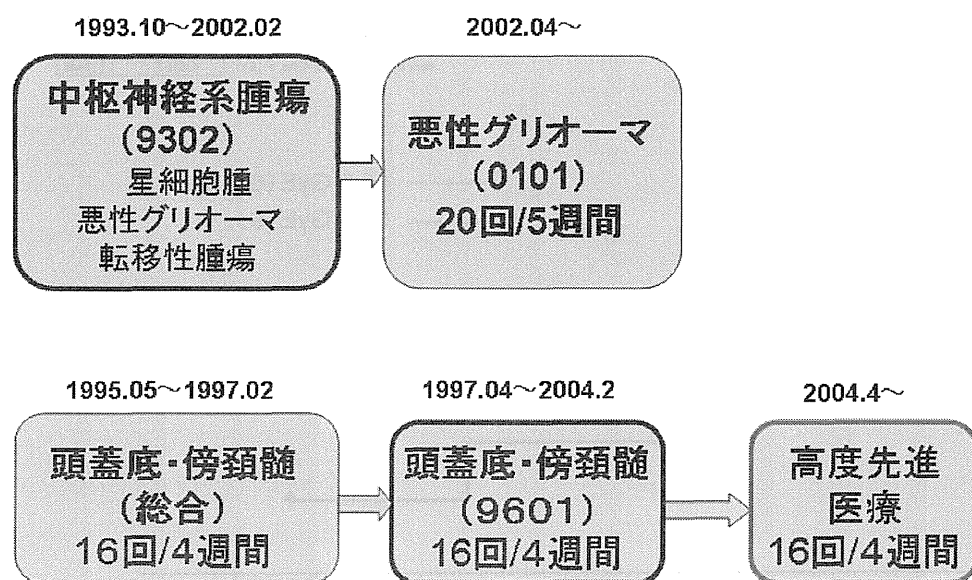 1993.10～2002.02
中枢神経系腫瘍
(9302)
星細胞腫
悪性グリオーマ
転移性腫瘍
2002.04～
悪性グリオーマ
(0101)
20回/5週間
1995.05～1997.02
頭蓋底・傍頚髄
(総合)
16回/4週間
1997.04～2004.2
頭蓋底・傍頚髄
(9601)
16回/4週間
2004.4～
高度先進
医療
16回/4週間